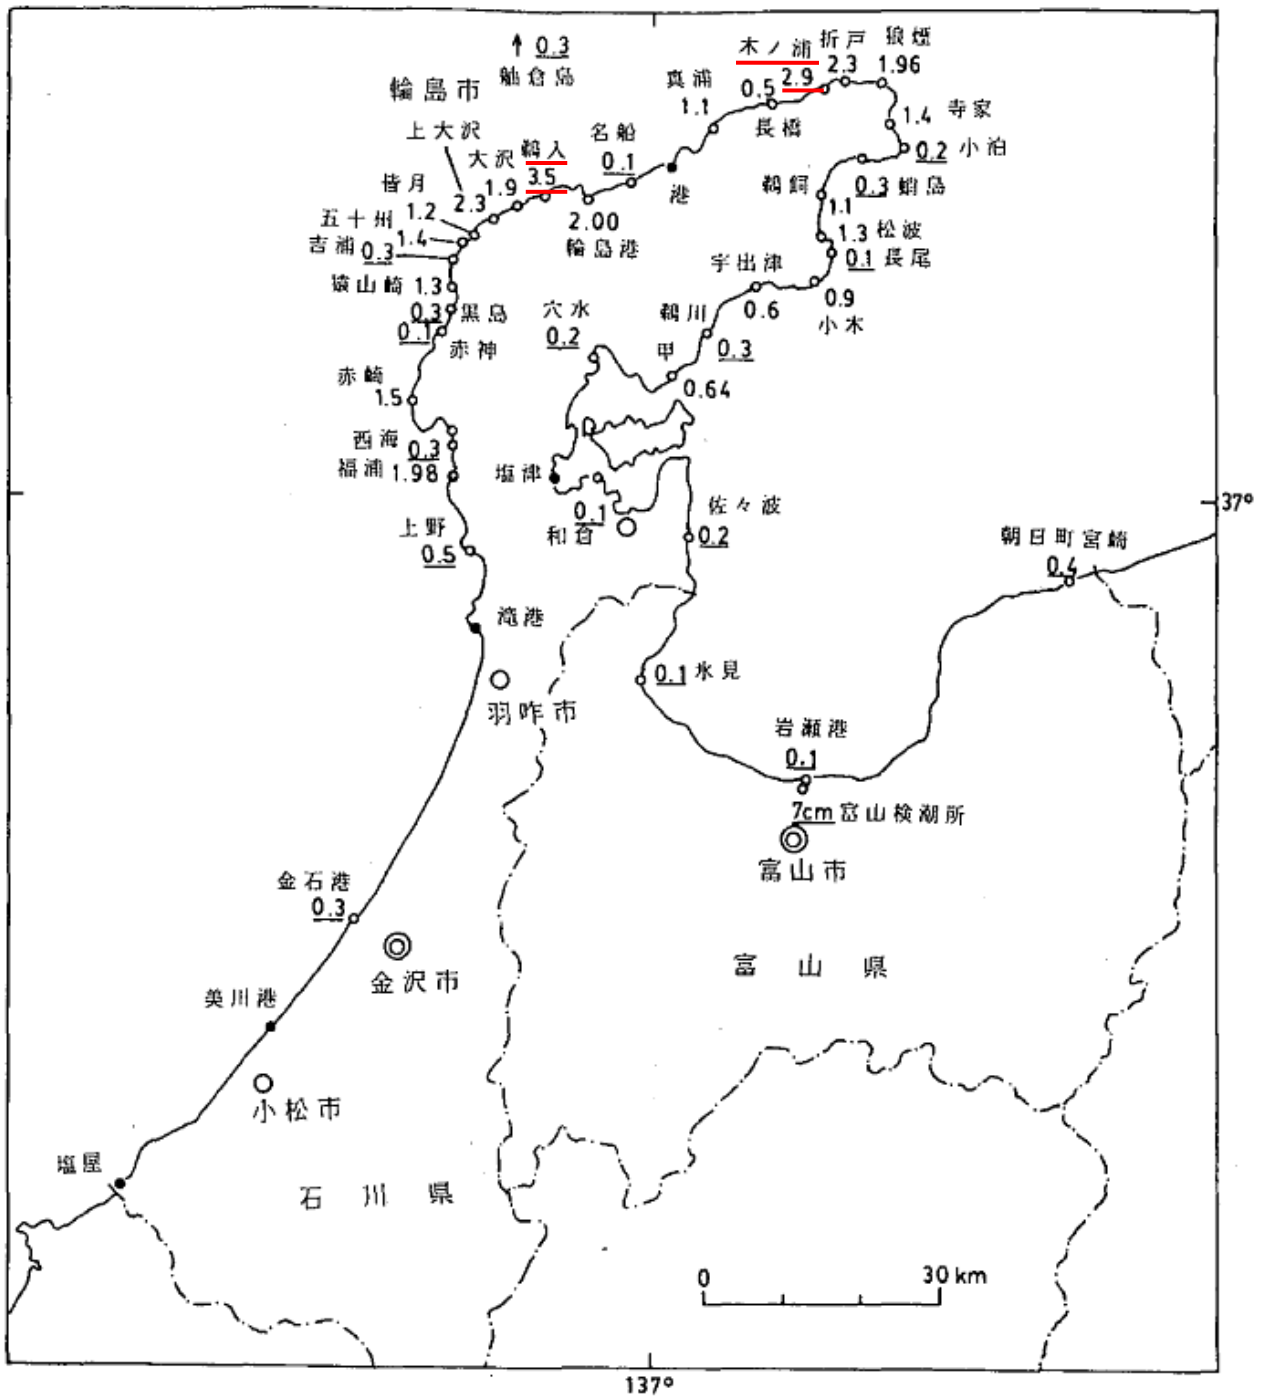 0.3
舳倉島
輪島市
木ノ浦
折戸
狼煙
2.9
2.3
1.96
真浦
0.5
1.1
長橋
1.4
寺家
上大沢
名船
0.1
大沢
鵜入
1.9
3.5
港
0.2
小泊
鵜飼
0.3
蛸島
皆月
2.3
2.00
輪島港
1.1
五十州
1.2
1.4
1.3
松波
吉浦
0.3
0.1
長尾
宇出津
猿山崎
1.3
0.6
0.9
小木
0.3
黒島
穴水
鵜川
0.1
赤神
0.2
0.3
甲
赤崎
1.5
0.64
西海
0.3
福浦
1.98
塩津
37°
0.1
和倉
佐々波
0.2
上野
0.5
朝日町宮崎
0.4
滝港
0.1
氷見
羽咋市
岩瀬港
0.1
7cm
富山検潮所
富山市
金石港
0.3
金沢市
富山県
美川港
小松市
塩屋
石川県
0
30 km
137°